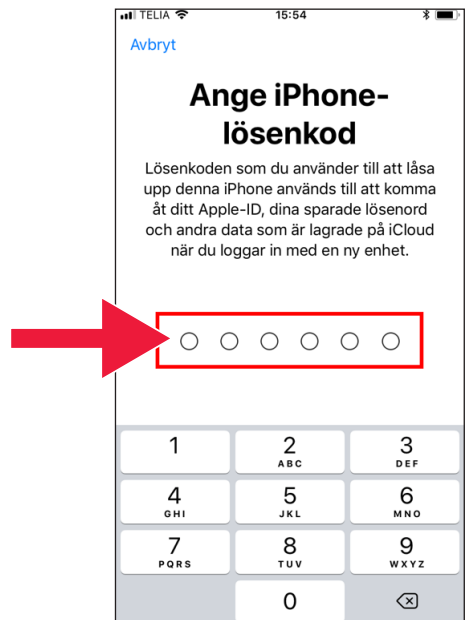 TELIA 15:54
Avbryt
Ange iPhone-
lösenkod
Lösenkoden som du använder till att låsa
upp denna iPhone används till att komma
åt ditt Apple-ID, dina sparade lösenord
och andra data som är lagrade på iCloud
när du loggar in med en ny enhet.
1 2 3
ABC DEF
4 5 6
GHI JKL MNO
7 8 9
PQRS TUV WXYZ
0